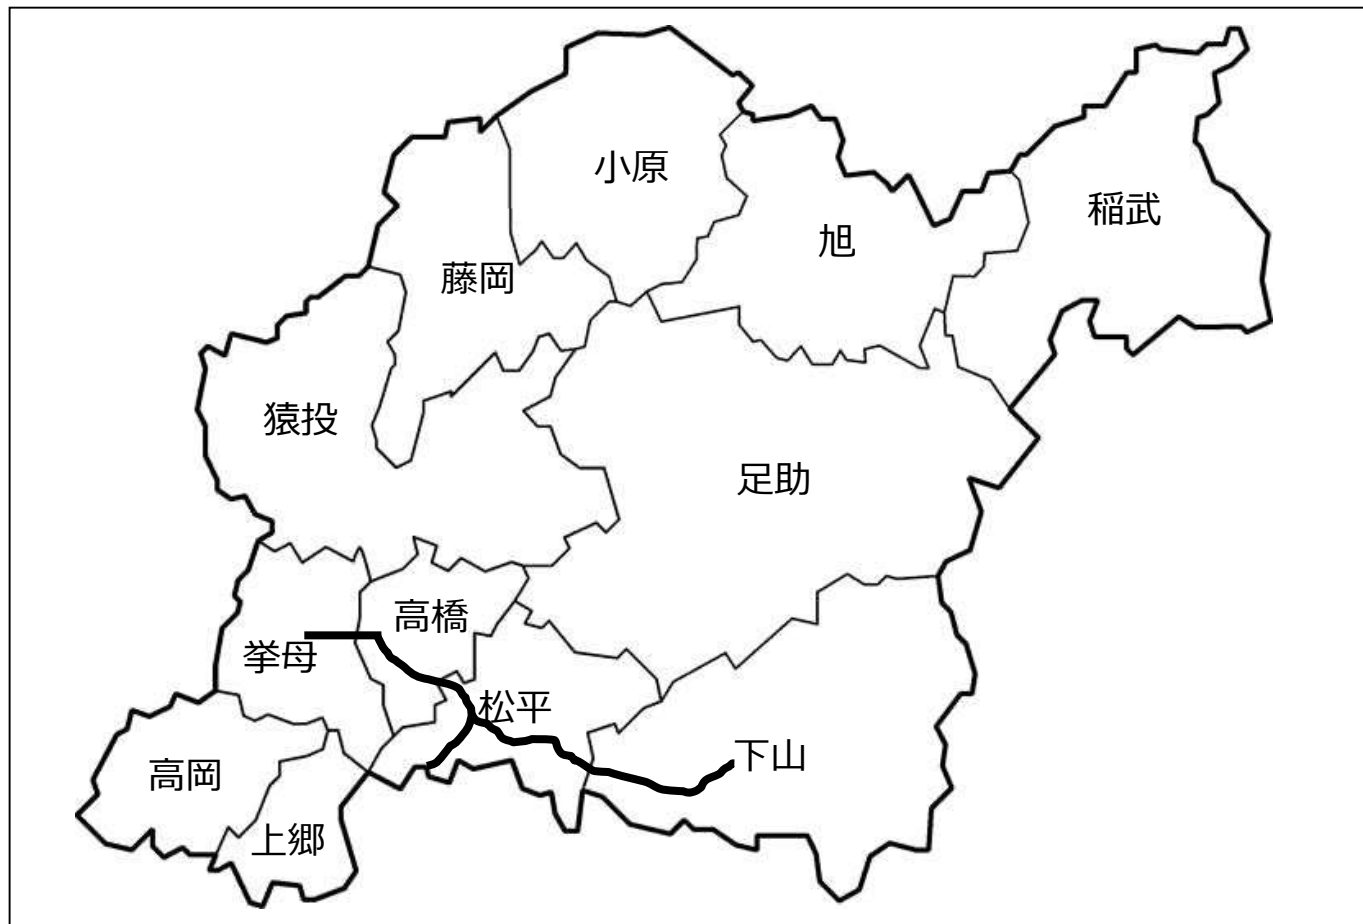 小原
稲武
旭
藤岡
猿投
足助
高橋
挙母
松平
下山
高岡
上郷